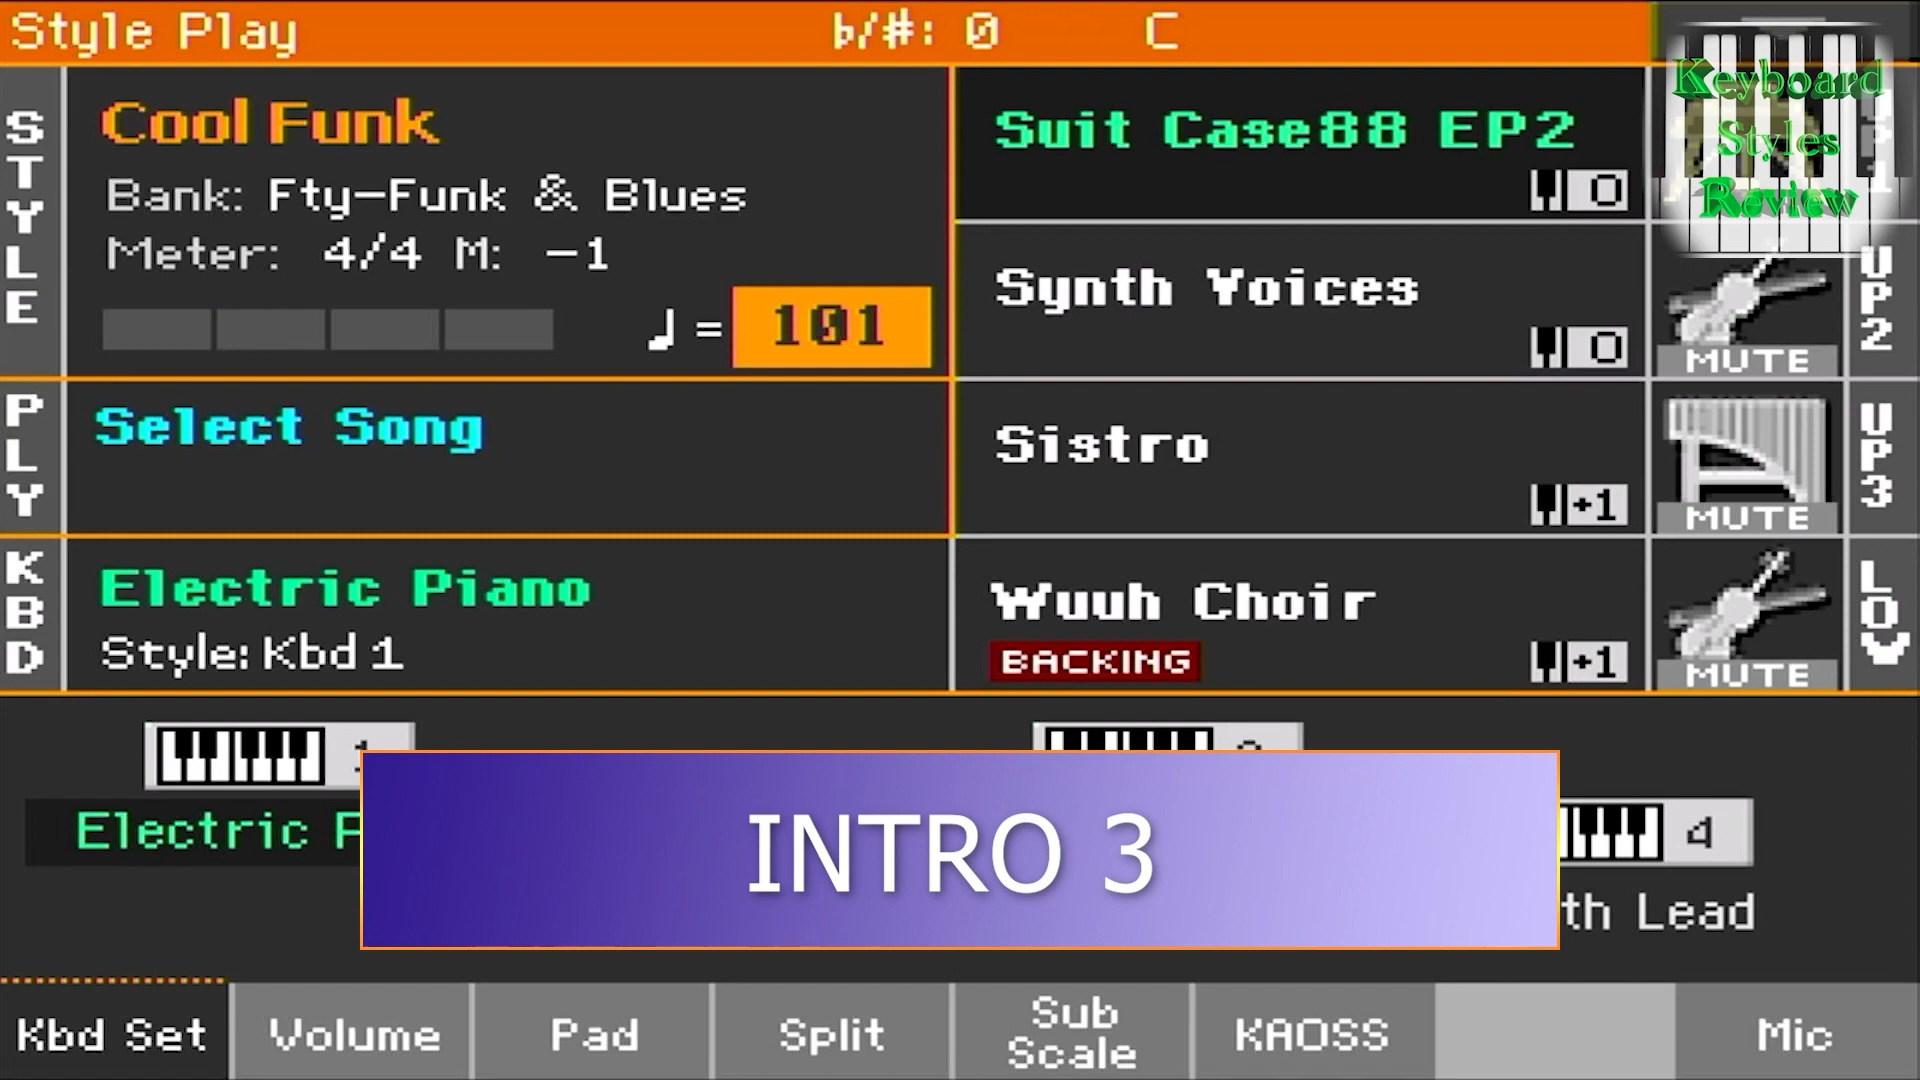 Style Play ♭/#: 0 C
Keyboard
Styles
Review
STYLE
Cool Funk
Bank: Fty-Funk & Blues
Meter: 4/4 M: -1
♩ = 101
Suit Case88 EP2
0
Synth Voices
0
MUTE
UP2
PLY
Select Song
Sistro
+1
MUTE
UP3
KBD
Electric Piano
Style: Kbd 1
Wuuh Choir
BACKING
+1
MUTE
LOW
Electric
INTRO 3
4
th Lead
Kbd Set
Volume
Pad
Split
Sub
Scale
KAOSS
Mic